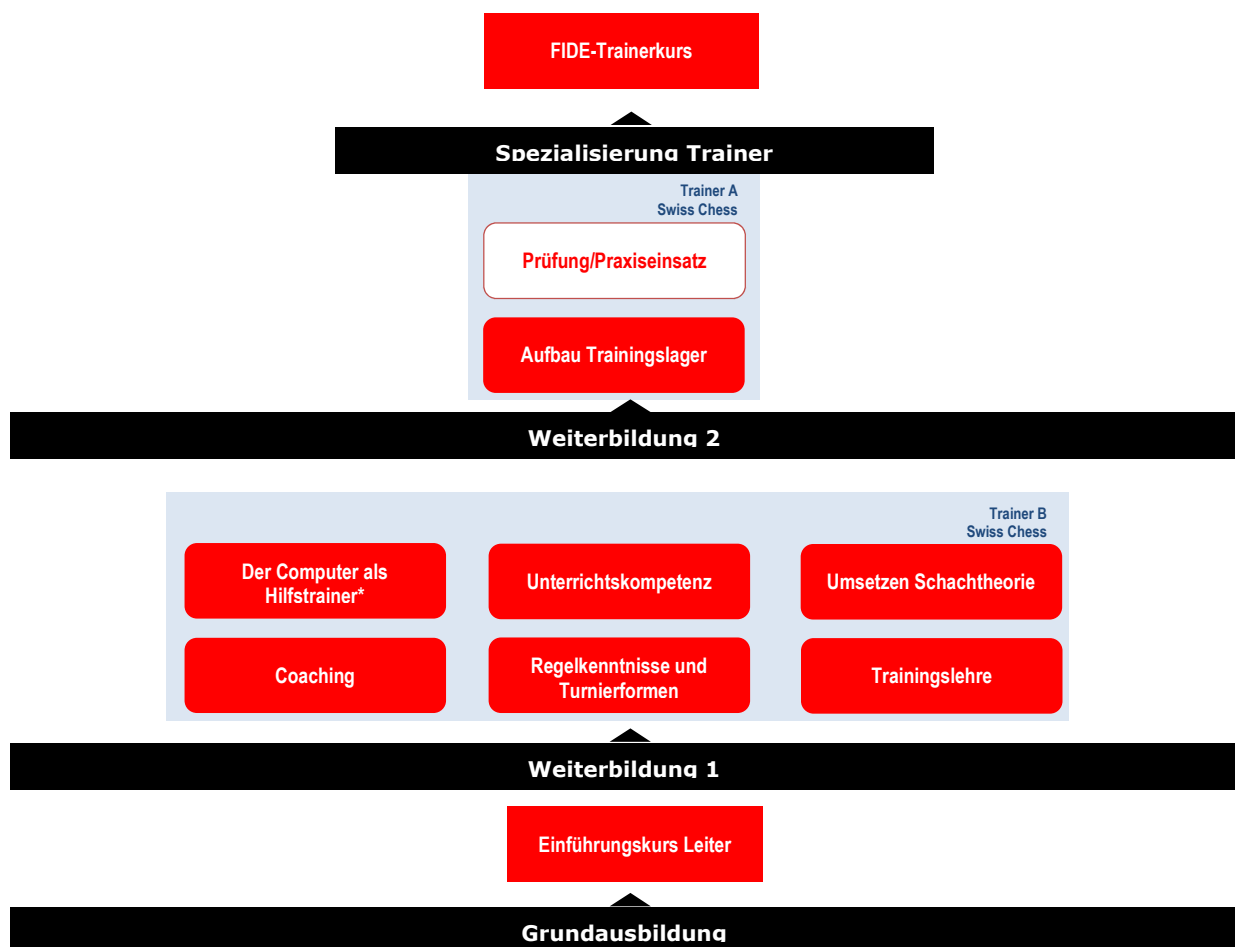 FIDE-Trainerkurs
Spezialisierung Trainer
Trainer A
Swiss Chess
Prüfung/Praxiseinsatz
Aufbau Trainingslager
Weiterbildung 2
Trainer B
Swiss Chess
Der Computer als
Hilfstrainer*
Unterrichtskompetenz
Umsetzen Schachtheorie
Coaching
Regelkenntnisse und
Turnierformen
Trainingslehre
Weiterbildung 1
Einführungskurs Leiter
Grundausbildung